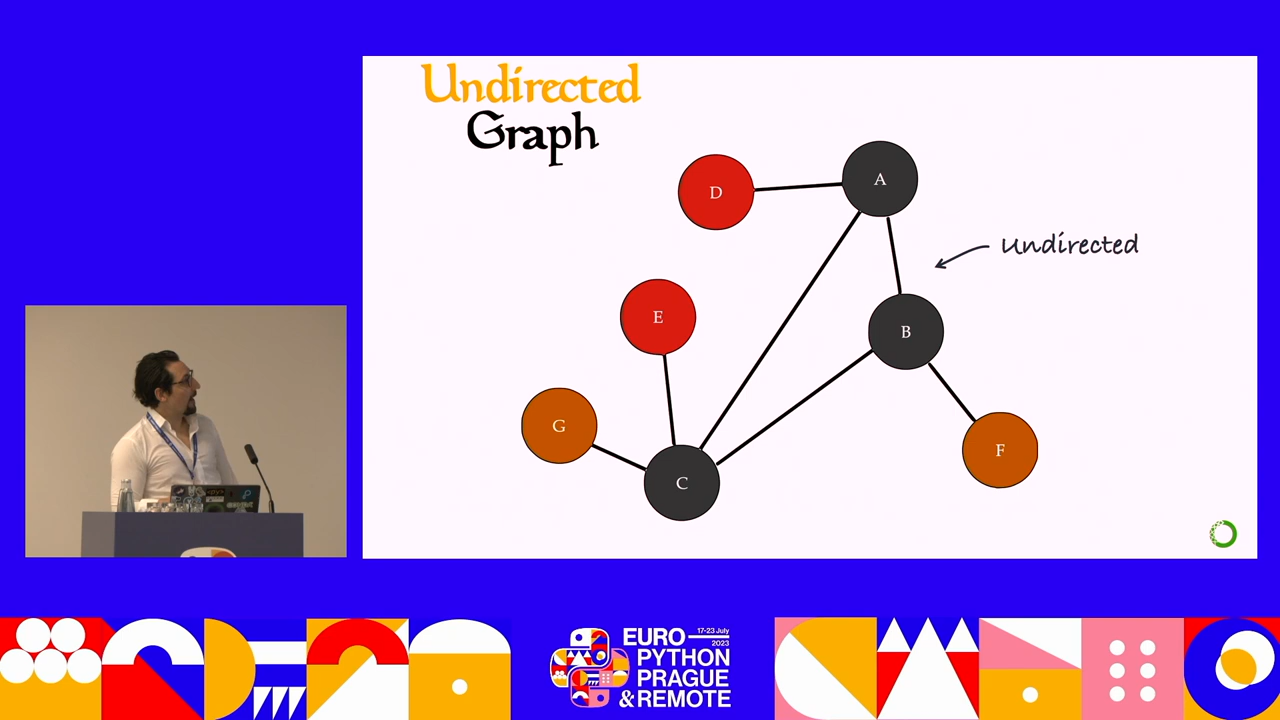 Undirected
Graph
D
A
Undirected
E
B
G
F
C
17-23 July
2023
EURO
PYTHON
PRAGUE
& REMOTE